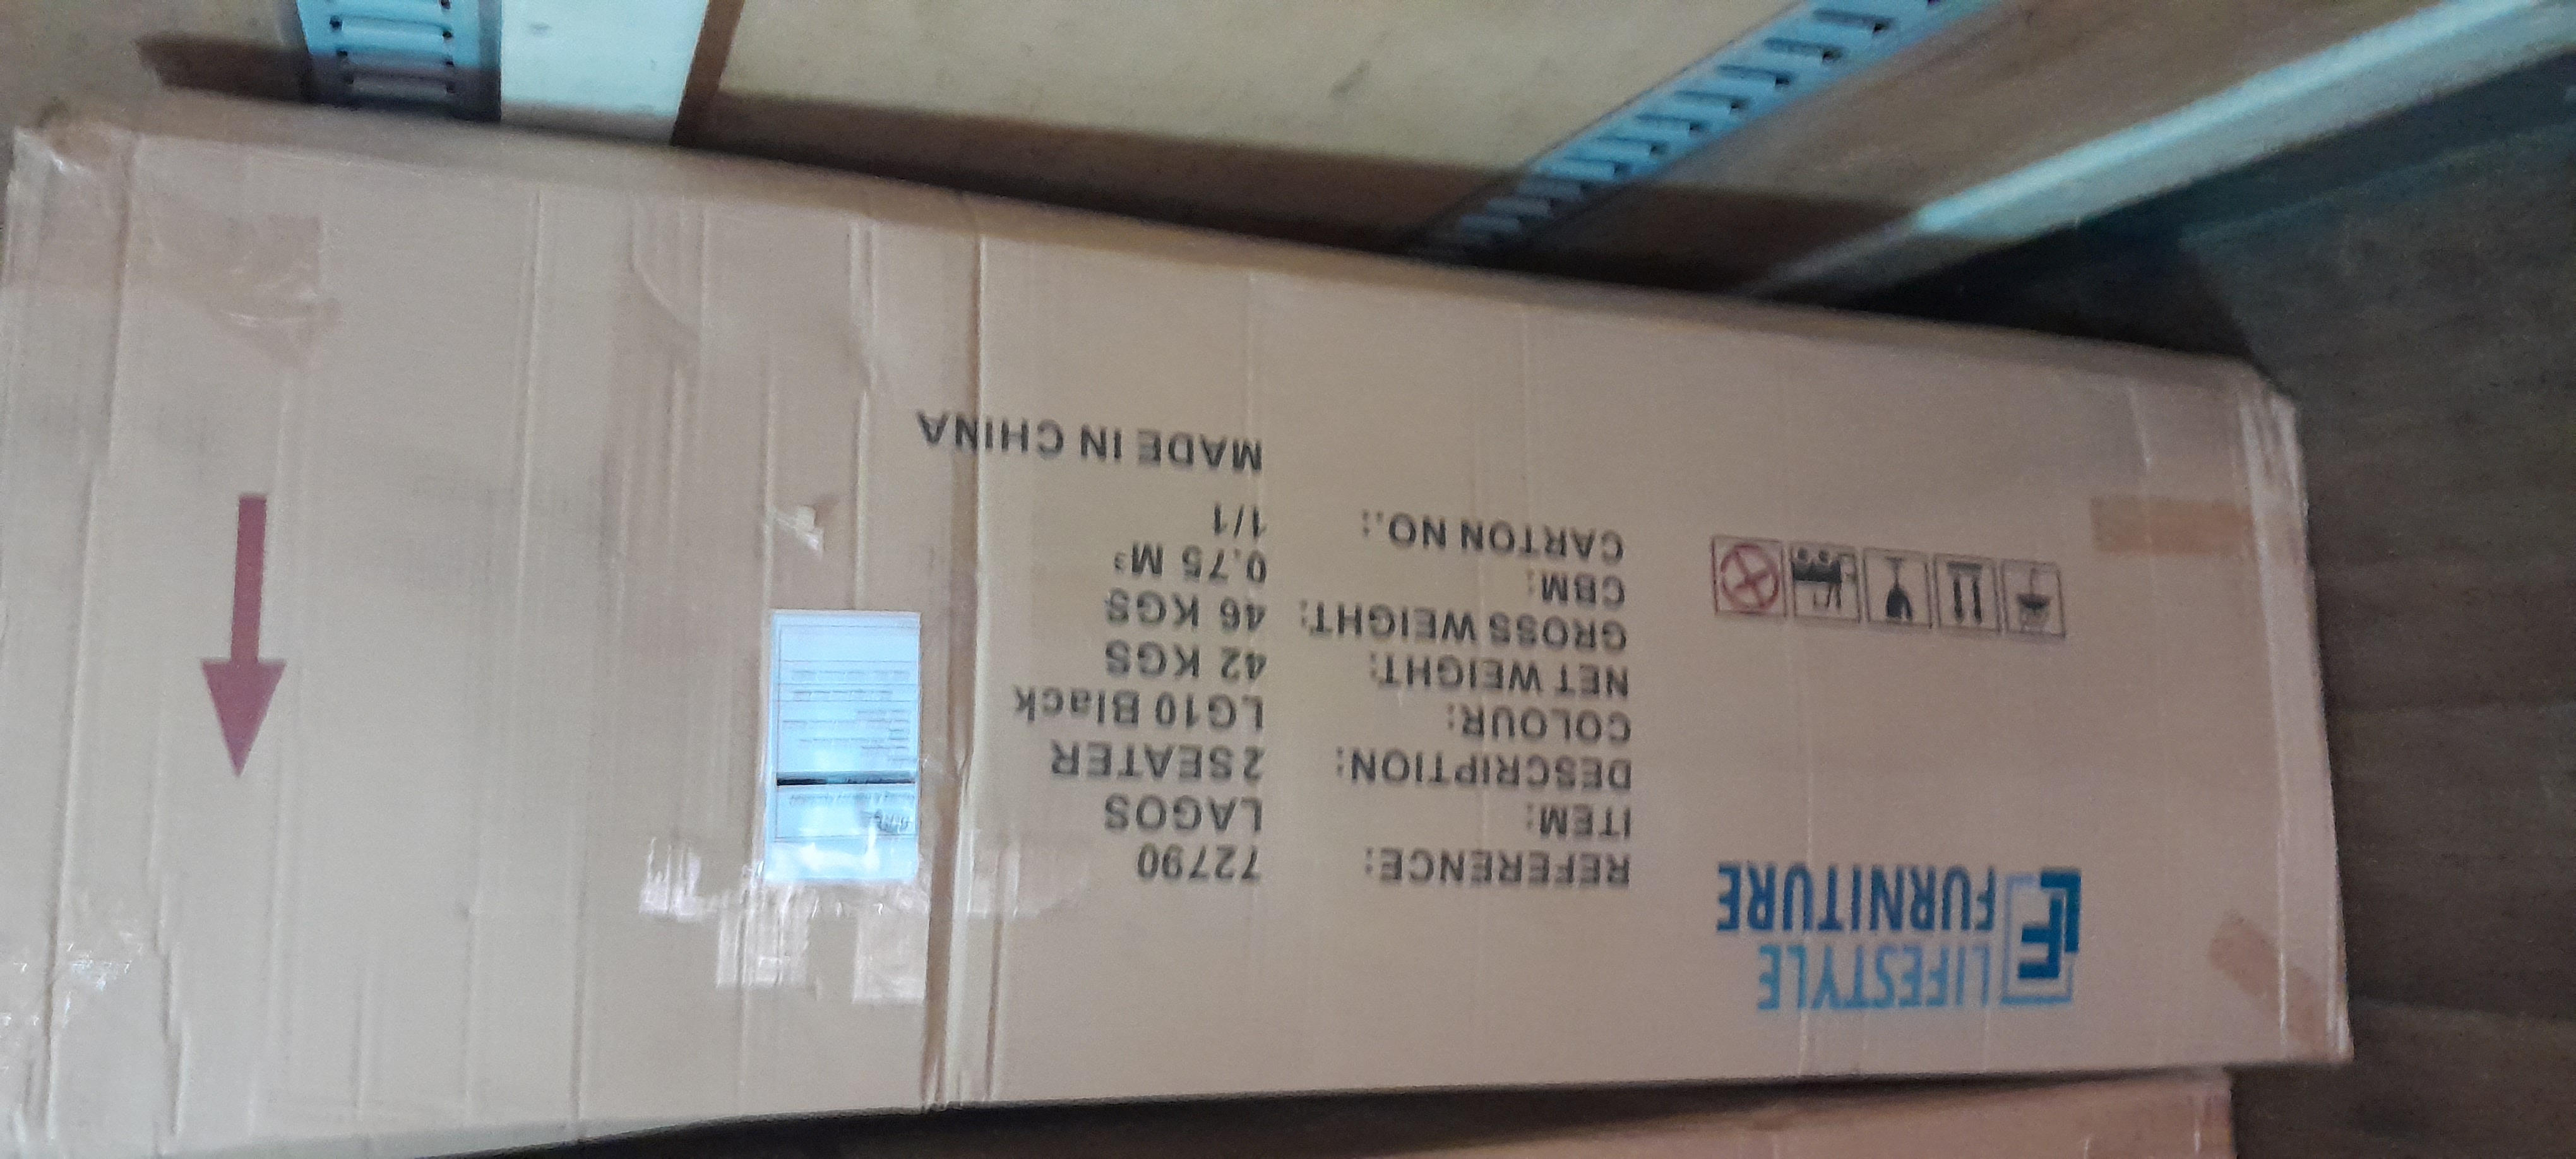 LIFESTYLE
FURNITURE
REFERENCE: 72790
ITEM: LAGOS
DESCRIPTION: 2SEATER
COLOUR: LG10 Black
NET WEIGHT: 42 KGS
GROSS WEIGHT: 46 KGS
CBM: 0.75 M³
CARTON NO.: 1/1
MADE IN CHINA